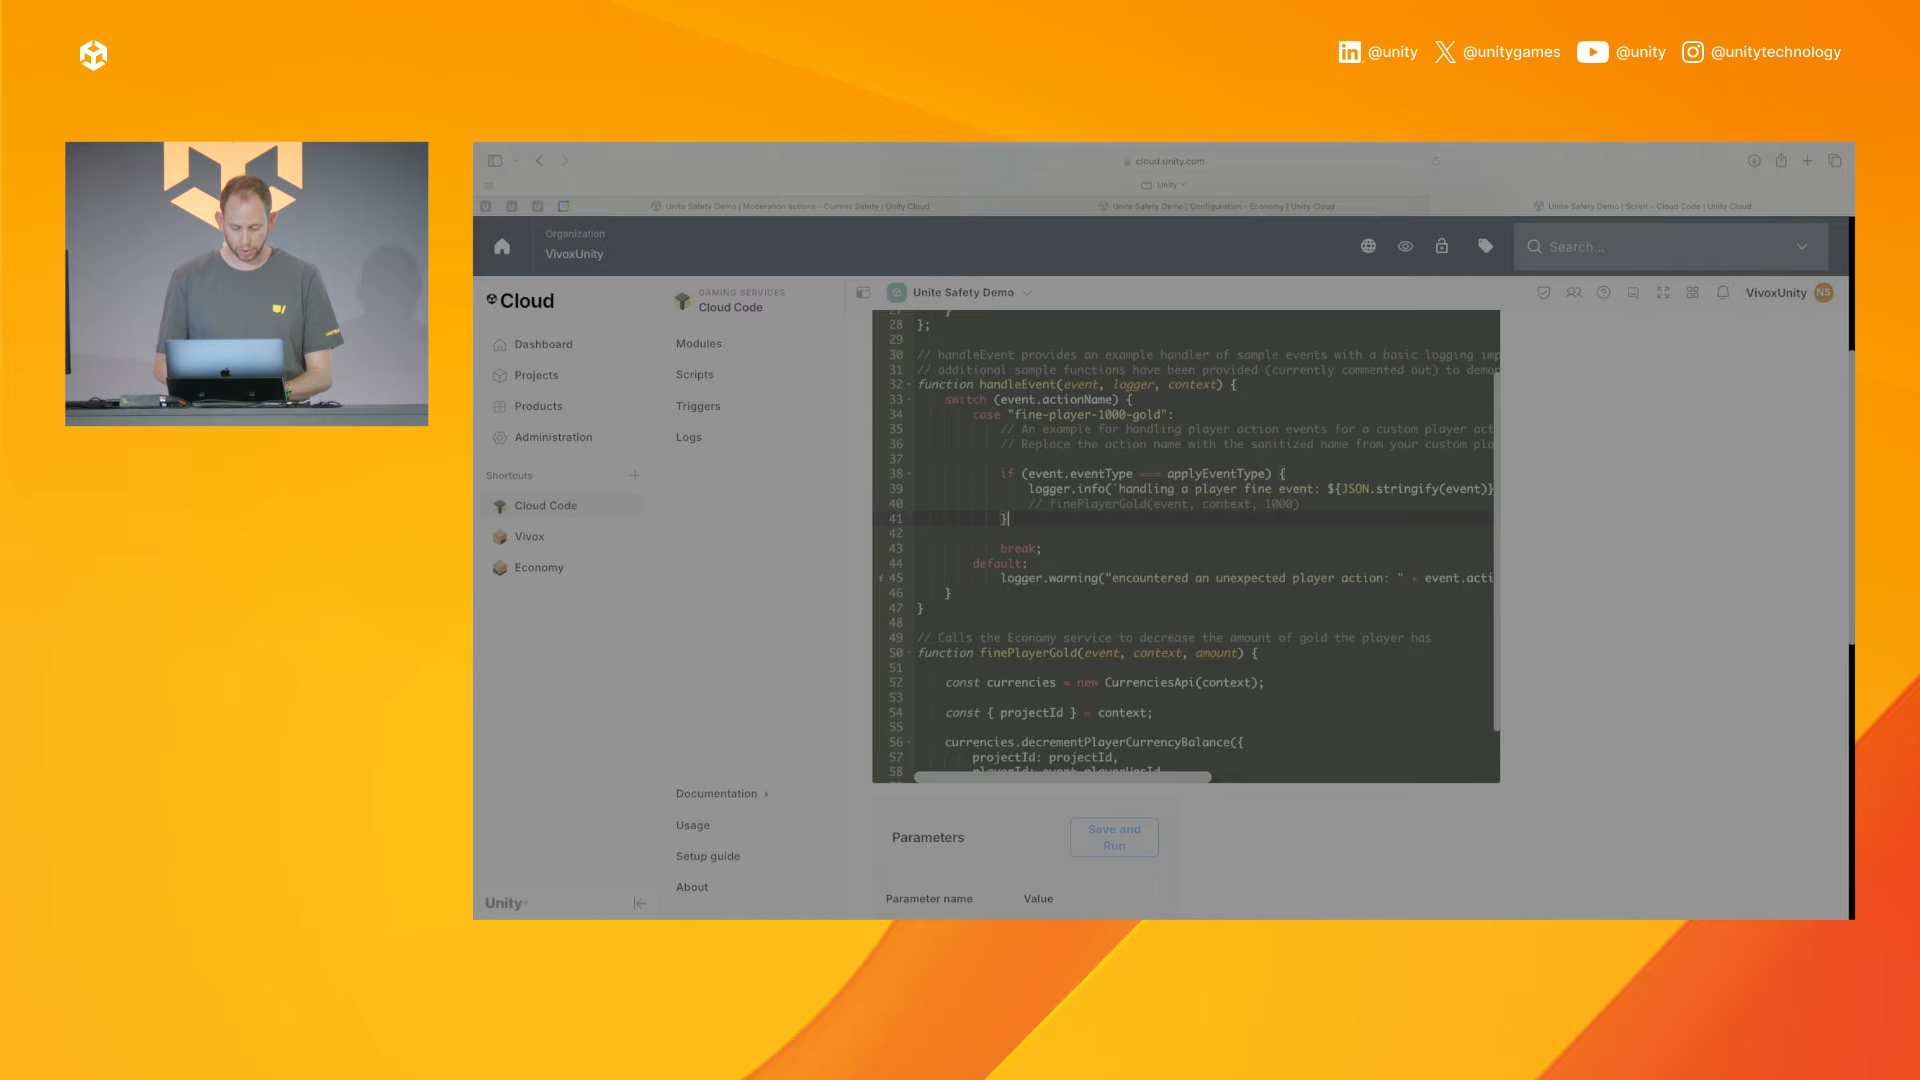 @unity
@unitygames
@unity
@unitytechnology
cloud.unity.com
Unity
Unite Safety Demo | Moderation actions - Comms Safety | Unity Cloud
Unite Safety Demo | Configuration - Economy | Unity Cloud
Unite Safety Demo | Script - Cloud Code | Unity Cloud
Organization
VivoxUnity
Search...
Cloud
GAMING SERVICES
Cloud Code
Unite Safety Demo
VivoxUnity
NS
Dashboard
Projects
Products
Administration
Shortcuts
Cloud Code
Vivox
Economy
Unity
Modules
Scripts
Triggers
Logs
Documentation
Usage
Setup guide
About
27 }
28 };
29
30 // handleEvent provides an example handler of sample events with a basic logging imp
31 // additional sample functions have been provided (currently commented out) to demo
32 function handleEvent(event, logger, context) {
33 switch (event.actionName) {
34 case "fine-player-1000-gold":
35 // An example for handling player action events for a custom player act
36 // Replace the action name with the sanitized name from your custom pla
37
38 if (event.eventType === applyEventType) {
39 logger.info(`handling a player fine event: ${JSON.stringify(event)}
40 // finePlayerGold(event, context, 1000)
41 }
42
43 break;
44 default:
45 logger.warning("encountered an unexpected player action: " + event.acti
46 }
47 }
48
49 // Calls the Economy service to decrease the amount of gold the player has
50 function finePlayerGold(event, context, amount) {
51
52 const currencies = new CurrenciesApi(context);
53
54 const { projectId } = context;
55
56 currencies.decrementPlayerCurrencyBalance({
57 projectId: projectId,
58
Parameters
Save and
Run
Parameter name
Value